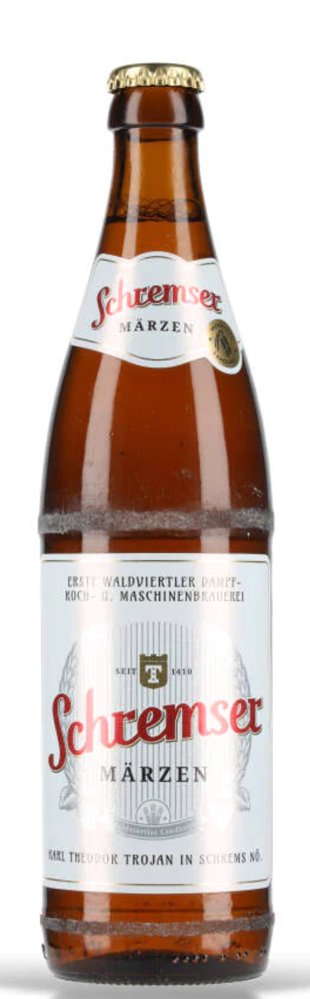 Schremser
MÄRZEN
ERSTE WALDVIERTLER DAMPF-
KOCH- U. MASCHINENBRAUEREI
SEIT T 1410
Schremser
MÄRZEN
KARL THEODOR TROJAN IN SCHREMS NÖ.